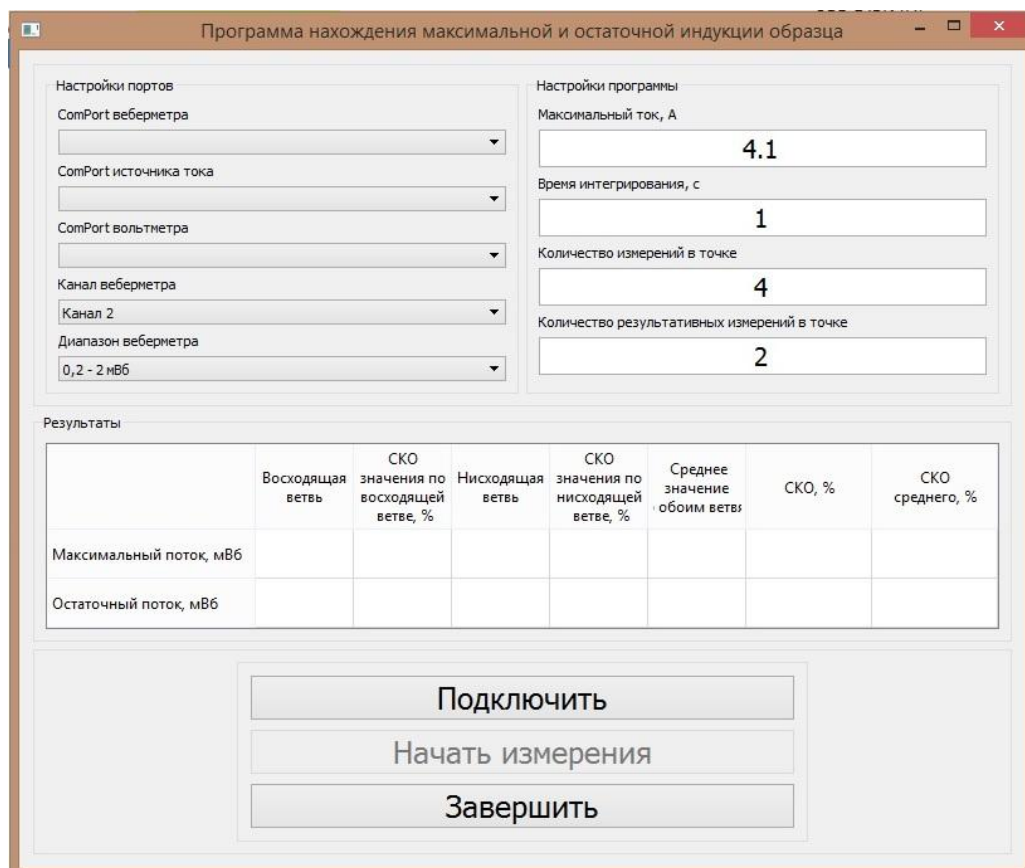 Программа нахождения максимальной и остаточной индукции образца
Настройки портов
ComPort веберметра
ComPort источника тока
ComPort вольтметра
Канал веберметра
Канал 2
Диапазон веберметра
0,2 - 2 мВб
Настройки программы
Максимальный ток, А
4.1
Время интегрирования, с
1
Количество измерений в точке
4
Количество результативных измерений в точке
2
Результаты
Восходящая
ветвь
СКО
значения по
восходящей
ветве, %
Нисходящая
ветвь
СКО
значения по
нисходящей
ветве, %
Среднее
значение
обоим
СКО, %
СКО
среднего, %
Максимальный поток, мВб
Остаточный поток, мВб
Подключить
Начать измерения
Завершить